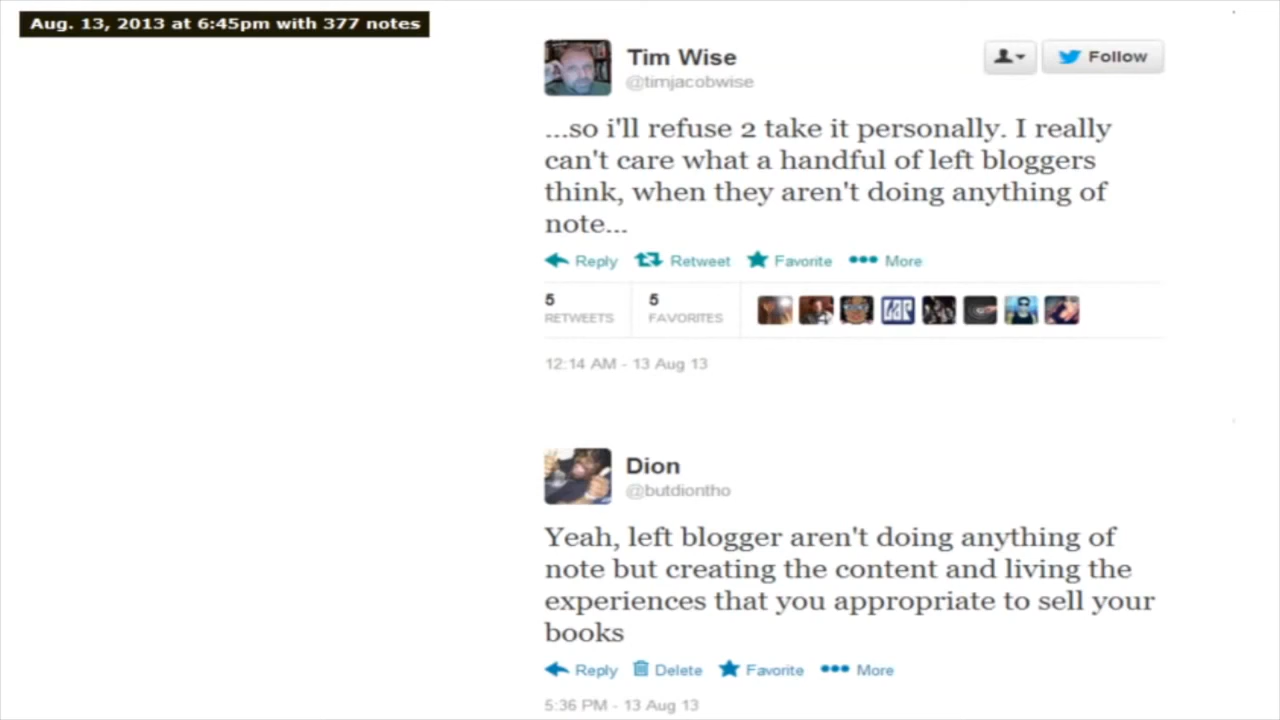 Aug. 13, 2013 at 6:45pm with 377 notes
Tim Wise
@timjacobwise
Follow
...so i'll refuse 2 take it personally. I really
can't care what a handful of left bloggers
think, when they aren't doing anything of
note...
Reply Retweet Favorite More
5 5
RETWEETS FAVORITES
12:14 AM - 13 Aug 13
Dion
@butdiontho
Yeah, left blogger aren't doing anything of
note but creating the content and living the
experiences that you appropriate to sell your
books
Reply Delete Favorite More
5:36 PM - 13 Aug 13